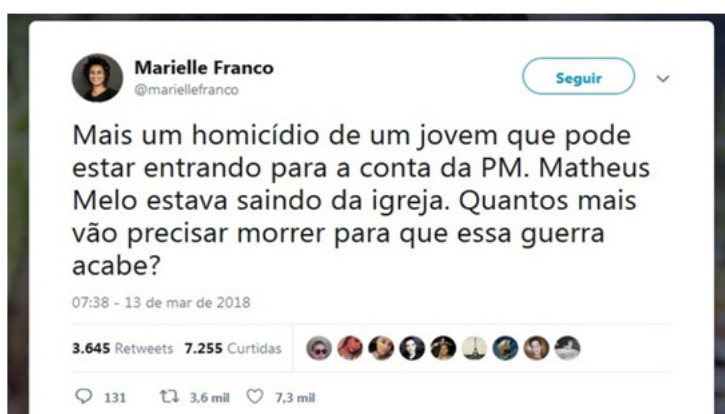 Marielle Franco
@mariellefranco
Seguir
Mais um homicídio de um jovem que pode
estar entrando para a conta da PM. Matheus
Melo estava saindo da igreja. Quantos mais
vão precisar morrer para que essa guerra
acabe?
07:38 - 13 de mar de 2018
3.645 Retweets 7.255 Curtidas
131 3,6 mil 7,3 mil